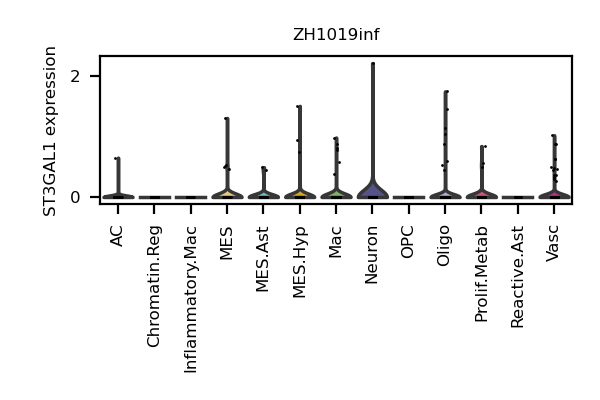 ZH1019inf
ST3GAL1 expression
2
0
AC
Chromatin.Reg
Inflammatory.Mac
MES
MES.Ast
MES.Hyp
Mac
Neuron
OPC
Oligo
Prolif.Metab
Reactive.Ast
Vasc